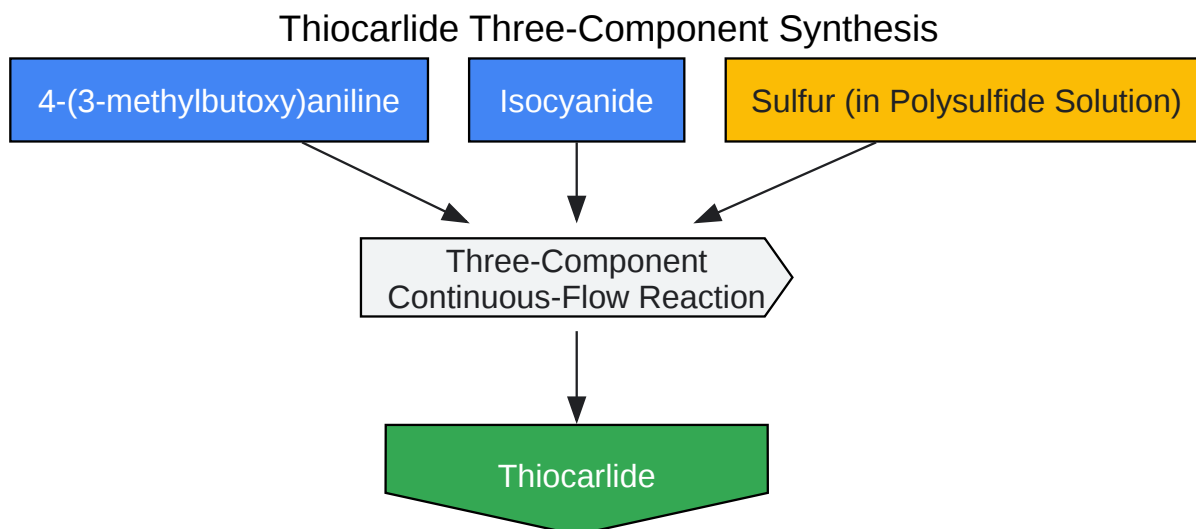 Thiocarlide Three-Component Synthesis
4-(3-methylbutoxy)aniline
Isocyanide
Sulfur (in Polysulfide Solution)
Three-Component
Continuous-Flow Reaction
Thiocarlide